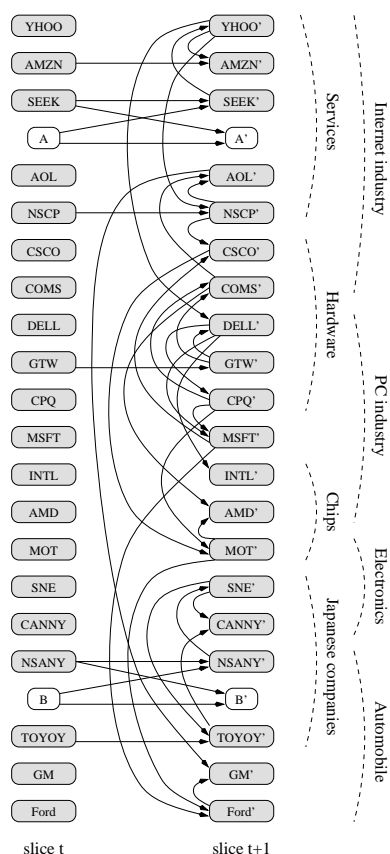 YHOO YHOO'
AMZN AMZN'
SEEK SEEK'
A A'
AOL AOL'
NSCP NSCP'
CSCO CSCO'
COMS COMS'
DELL DELL'
GTW GTW'
CPQ CPQ'
MSFT MSFT'
INTL INTL'
AMD AMD'
MOT MOT'
SNE SNE'
CANNY CANNY'
NSANY NSANY'
B B'
TOYOY TOYOY'
GM GM'
Ford Ford'
slice t slice t+1
Services
Hardware
Chips
Japanese companies
Internet industry
PC industry
Electronics
Automobile